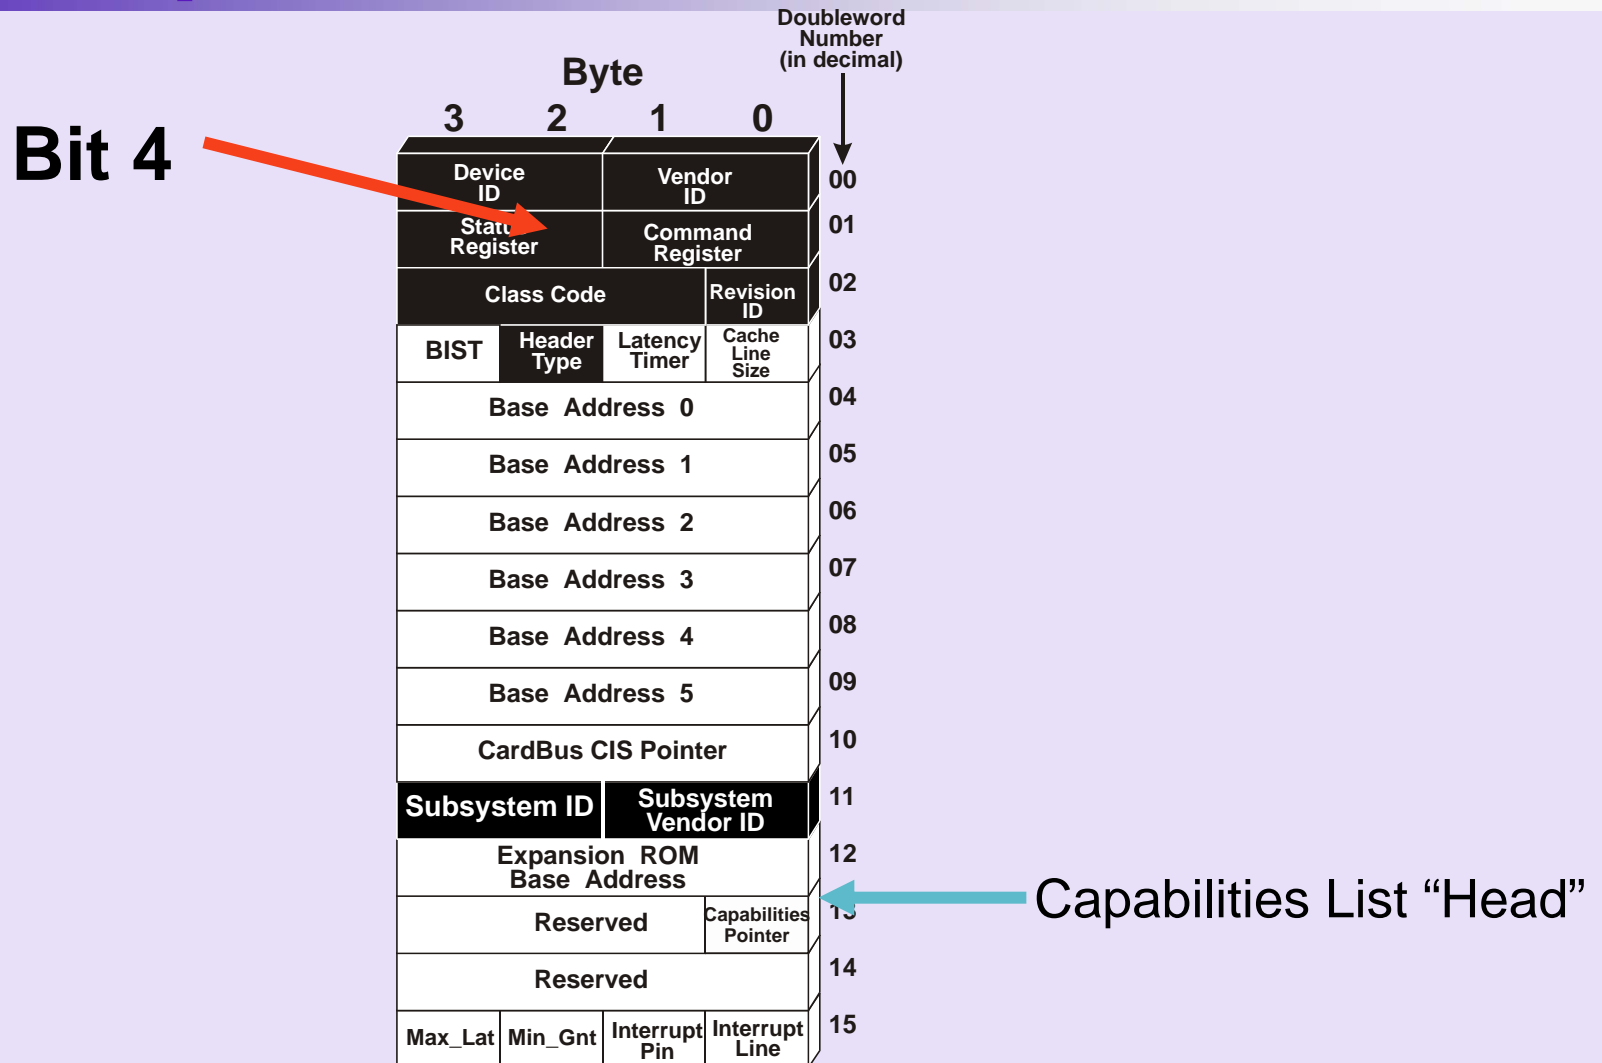 Doubleword
Number
(in decimal)
Byte
3 2 1 0
Bit 4
Device
ID
Vendor
ID
00
Register
Command
Register
01
Class Code
Revision
ID
02
BIST
Header
Type
Latency
Timer
Cache
Line
Size
03
Base Address 0
04
Base Address 1
05
Base Address 2
06
Base Address 3
07
Base Address 4
08
Base Address 5
09
CardBus CIS Pointer
10
Subsystem ID
Subsystem
Vendor ID
11
Expansion ROM
Base Address
12
Capabilities List “Head”
Reserved
Capabilities
Pointer
13
Reserved
14
Max_Lat
Min_Gnt
Interrupt
Pin
Interrupt
Line
15